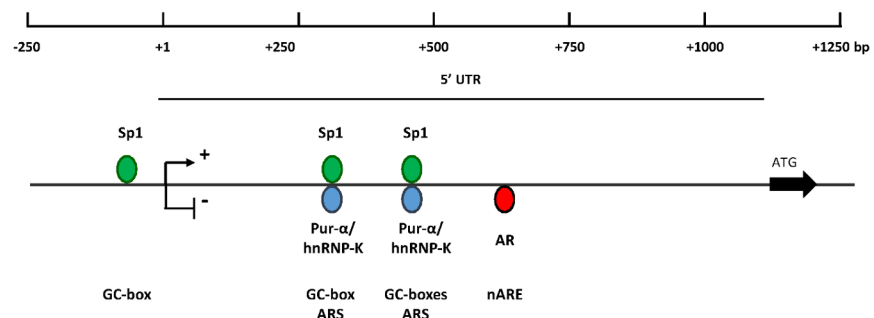 -250 +1 +250 +500 +750 +1000 +1250 bp
5' UTR
Sp1 Sp1 Sp1
+ ATG
-
Pur-α/ Pur-α/ AR
hnRNP-K hnRNP-K
GC-box GC-box GC-boxes nARE
ARS ARS